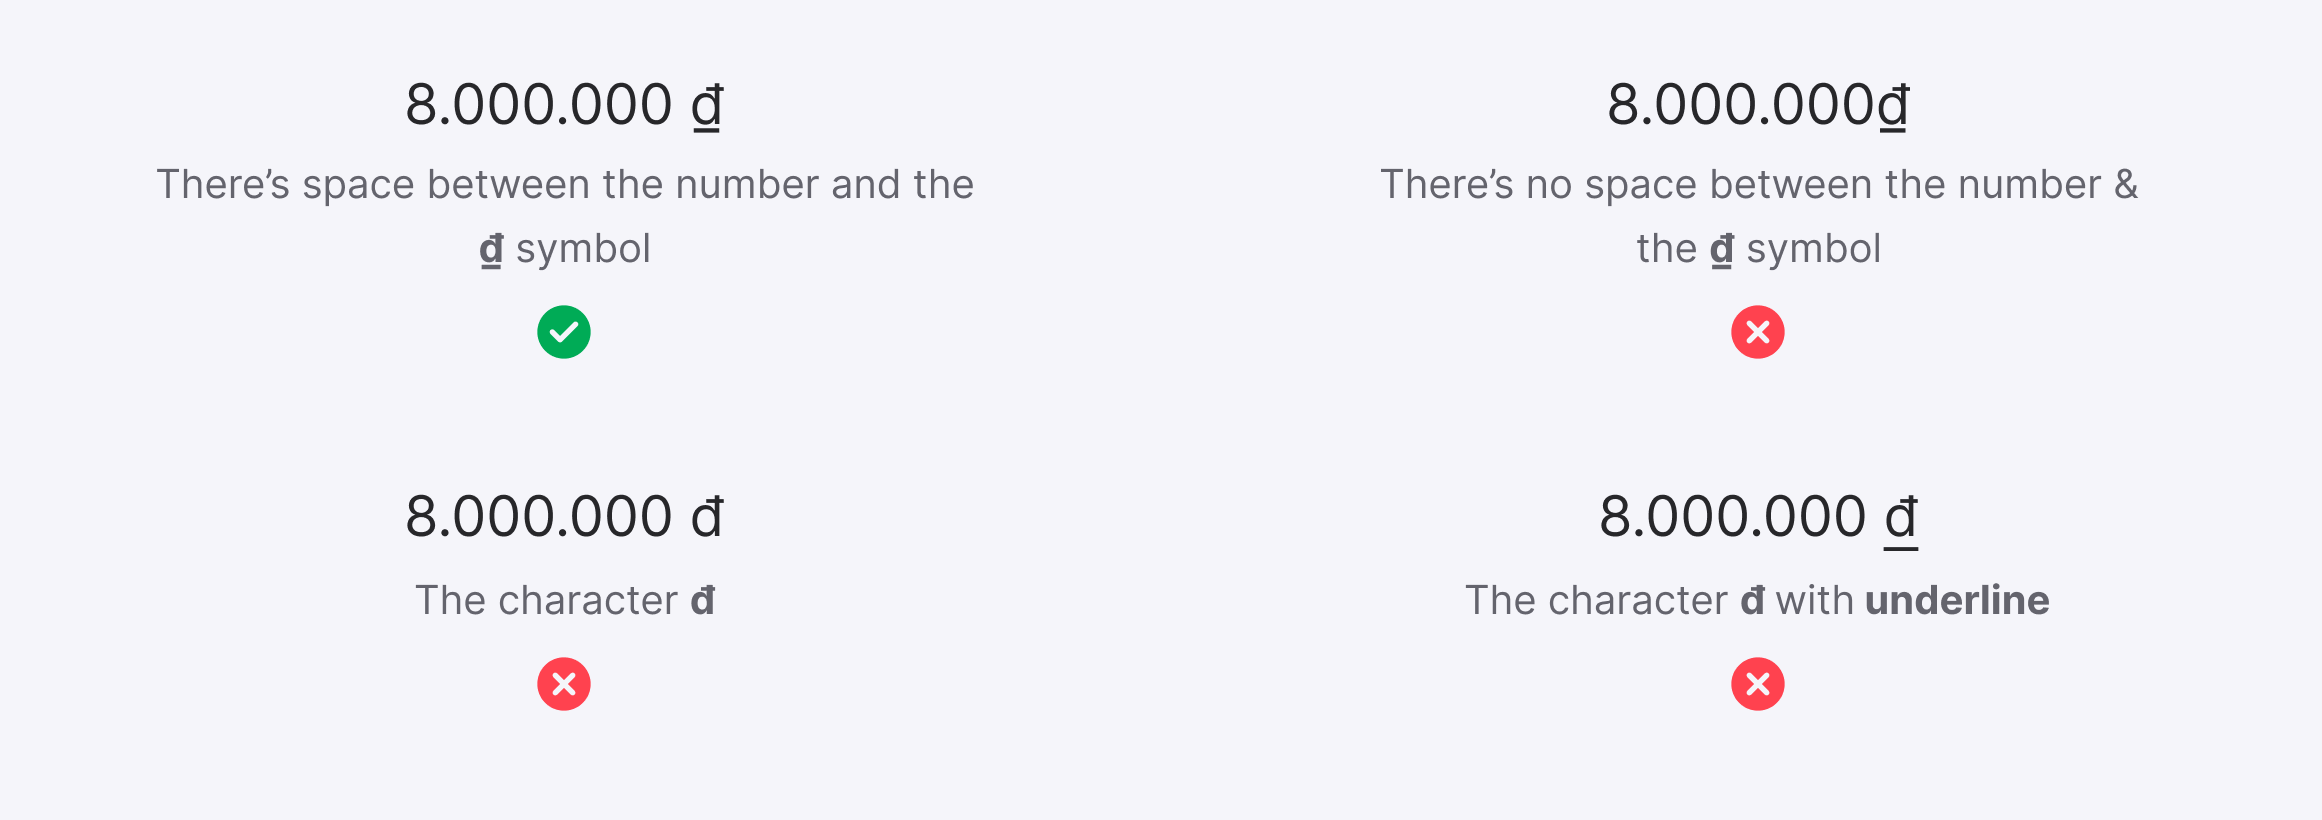 8.000.000 ₫
8.000.000₫
There’s space between the number and the
₫ symbol
There’s no space between the number &
the ₫ symbol
8.000.000 đ
8.000.000 đ
The character đ
The character đ with underline